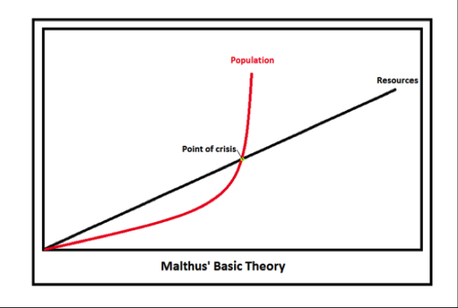 Population
Resources
Point of crisis
Malthus' Basic Theory